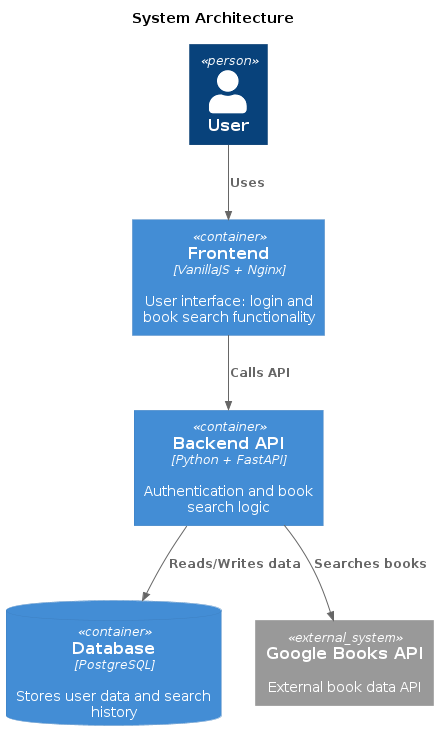 System Architecture
«person»
User
Uses
«container»
Frontend
[VanillaJS + Nginx]
User interface: login and
book search functionality
Calls API
«container»
Backend API
[Python + FastAPI]
Authentication and book
search logic
Reads/Writes data
Searches books
«container»
Database
[PostgreSQL]
Stores user data and search
history
«external_system»
Google Books API
External book data API